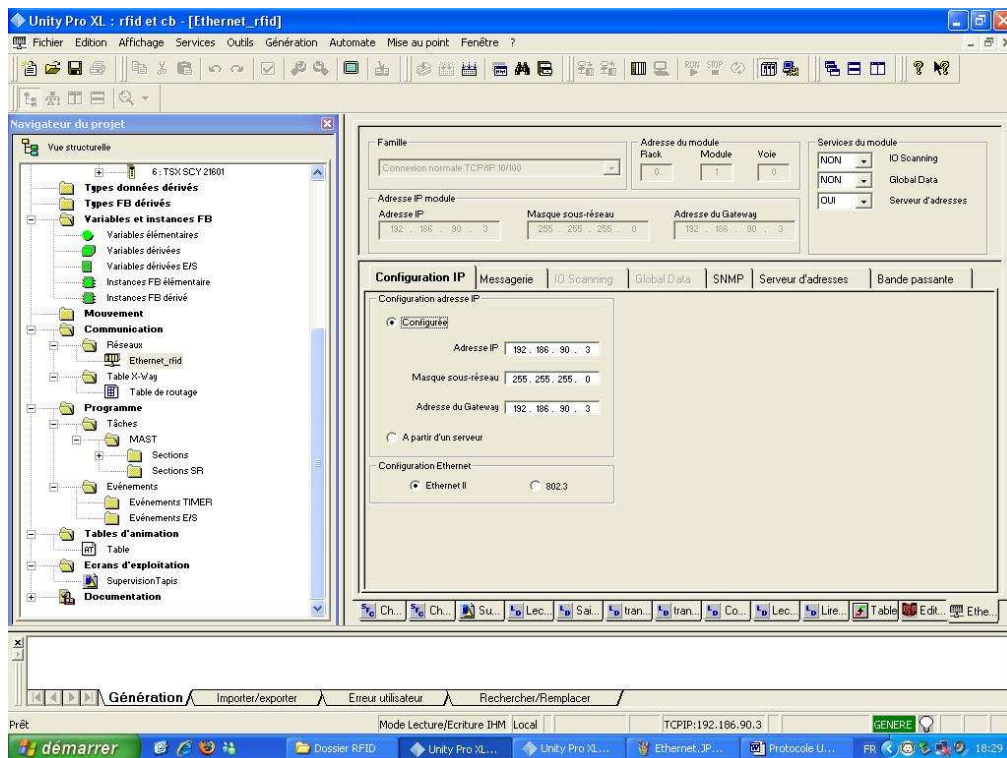 Unity Pro XL : rfid et cb - [Ethernet_rfid]
Fichier Edition Affichage Services Outils Génération Automate Mise au point Fenêtre ?
RUN STOP
Navigateur du projet
Vue structurelle
6 : TSX SCY 21601
Types données dérivés
Types FB dérivés
Variables et instances FB
Variables élémentaires
Variables dérivées
Variables dérivées E/S
Instances FB élémentaire
Instances FB dérivé
Mouvement
Communication
Réseaux
Ethernet_rfid
Table X-Way
Table de routage
Programme
Tâches
MAST
Sections
Sections SR
Evénements
Evénements TIMER
Evénements E/S
Tables d'animation
Table
Ecrans d'exploitation
SupervisionTapis
Documentation
Famille
Connexion normale TCP/IP 10/100
Adresse du module
Rack Module Voie
0 1 0
Services du module
NON IO Scanning
NON Global Data
OUI Serveur d'adresses
Adresse IP module
Adresse IP Masque sous-réseau Adresse du Gateway
192 . 186 . 90 . 3 255 . 255 . 255 . 0 192 . 186 . 90 . 3
Configuration IP Messagerie IO Scanning Global Data SNMP Serveur d'adresses Bande passante
Configuration adresse IP
Configurée
Adresse IP 192 . 186 . 90 . 3
Masque sous-réseau 255 . 255 . 255 . 0
Adresse du Gateway 192 . 186 . 90 . 3
A partir d'un serveur
Configuration Ethernet
Ethernet II 802.3
Ch... Ch... Su... Lec... Sai... tran... tran... Co... Lec... Lire... Table Edit... Ethe...
Génération Importer/exporter Erreur utilisateur Rechercher/Remplacer
Prêt Mode Lecture/Ecriture IHM Local TCPIP:192.186.90.3 GENERE
démarrer Dossier RFID Unity Pro XL... Unity Pro XL... Ethernet.JP... Protocole U... FR 18:29